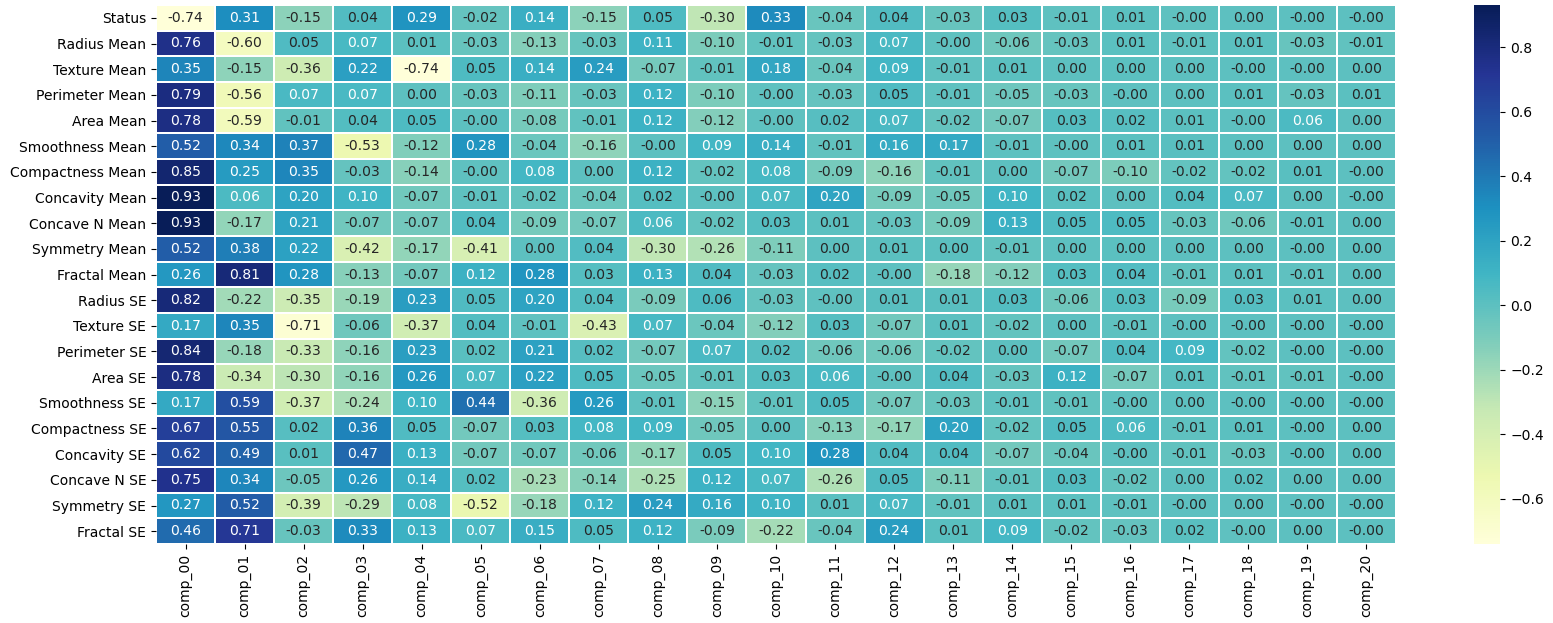 Status -0.74 0.31 -0.15 0.04 0.29 -0.02 0.14 -0.15 0.05 -0.30 0.33 -0.04 0.04 -0.03 0.03 -0.01 0.01 -0.00 0.00 -0.00 -0.00
Radius Mean 0.76 -0.60 0.05 0.07 0.01 -0.03 -0.13 -0.03 0.11 -0.10 -0.01 -0.03 0.07 -0.00 -0.06 -0.03 0.01 -0.01 0.01 -0.03 -0.01
Texture Mean 0.35 -0.15 -0.36 0.22 -0.74 0.05 0.14 0.24 -0.07 -0.01 0.18 -0.04 0.09 -0.01 0.01 0.00 0.00 0.00 -0.00 -0.00 0.00
Perimeter Mean 0.79 -0.56 0.07 0.07 0.00 -0.03 -0.11 -0.03 0.12 -0.10 -0.00 -0.03 0.05 -0.01 -0.05 -0.03 -0.00 0.00 0.01 -0.03 0.01
Area Mean 0.78 -0.59 -0.01 0.04 0.05 -0.00 -0.08 -0.01 0.12 -0.12 -0.00 0.02 0.07 -0.02 -0.07 0.03 0.02 0.01 -0.00 0.06 0.00
Smoothness Mean 0.52 0.34 0.37 -0.53 -0.12 0.28 -0.04 -0.16 -0.00 0.09 0.14 -0.01 0.16 0.17 -0.01 -0.00 0.01 0.01 0.00 0.00 0.00
Compactness Mean 0.85 0.25 0.35 -0.03 -0.14 -0.00 0.08 0.00 0.12 -0.02 0.08 -0.09 -0.16 -0.01 0.00 -0.07 -0.10 -0.02 -0.02 0.01 -0.00
Concavity Mean 0.93 0.06 0.20 0.10 -0.07 -0.01 -0.02 -0.04 0.02 -0.00 0.07 0.20 -0.09 -0.05 0.10 0.02 0.00 0.04 0.07 0.00 -0.00
Concave N Mean 0.93 -0.17 0.21 -0.07 -0.07 0.04 -0.09 -0.07 0.06 -0.02 0.03 0.01 -0.03 -0.09 0.13 0.05 0.05 -0.03 -0.06 -0.01 0.00
Symmetry Mean 0.52 0.38 0.22 -0.42 -0.17 -0.41 0.00 0.04 -0.30 -0.26 -0.11 0.00 0.01 0.00 -0.01 0.00 0.00 0.00 0.00 -0.00 0.00
Fractal Mean 0.26 0.81 0.28 -0.13 -0.07 0.12 0.28 0.03 0.13 0.04 -0.03 0.02 -0.00 -0.18 -0.12 0.03 0.04 -0.01 0.01 -0.01 0.00
Radius SE 0.82 -0.22 -0.35 -0.19 0.23 0.05 0.20 0.04 -0.09 0.06 -0.03 -0.00 0.01 0.01 0.03 -0.06 0.03 -0.09 0.03 0.01 0.00
Texture SE 0.17 0.35 -0.71 -0.06 -0.37 0.04 -0.01 -0.43 0.07 -0.04 -0.12 0.03 -0.07 0.01 -0.02 0.00 -0.01 -0.00 -0.00 0.00 -0.00
Perimeter SE 0.84 -0.18 -0.33 -0.16 0.23 0.02 0.21 0.02 -0.07 0.07 0.02 -0.06 -0.06 -0.02 0.00 -0.07 0.04 0.09 -0.02 -0.00 -0.00
Area SE 0.78 -0.34 -0.30 -0.16 0.26 0.07 0.22 0.05 -0.05 -0.01 0.03 0.06 -0.00 0.04 -0.03 0.12 -0.07 0.01 -0.01 -0.01 -0.00
Smoothness SE 0.17 0.59 -0.37 -0.24 0.10 0.44 -0.36 0.26 -0.01 -0.15 -0.01 0.05 -0.07 -0.03 -0.01 -0.01 -0.00 0.00 -0.00 -0.00 -0.00
Compactness SE 0.67 0.55 0.02 0.36 0.05 -0.07 0.03 0.08 0.09 -0.05 0.00 -0.13 -0.17 0.20 -0.02 0.05 0.06 -0.01 0.01 -0.00 -0.00
Concavity SE 0.62 0.49 0.01 0.47 0.13 -0.07 -0.07 -0.06 -0.17 0.05 0.10 0.28 0.04 0.04 -0.07 -0.04 -0.00 -0.01 -0.03 -0.00 0.00
Concave N SE 0.75 0.34 -0.05 0.26 0.14 0.02 -0.23 -0.14 -0.25 0.12 0.07 -0.26 0.05 -0.11 -0.01 0.03 -0.02 -0.00 0.02 0.00 -0.00
Symmetry SE 0.27 0.52 -0.39 -0.29 0.08 -0.52 -0.18 0.12 0.24 0.16 0.10 0.01 0.07 -0.01 0.01 0.01 -0.01 -0.00 -0.00 0.00 -0.00
Fractal SE 0.46 0.71 -0.03 0.33 0.13 0.07 0.15 0.05 0.12 -0.09 -0.22 -0.04 0.24 0.01 0.09 -0.02 -0.03 0.02 -0.00 0.00 -0.00
comp_00 comp_01 comp_02 comp_03 comp_04 comp_05 comp_06 comp_07 comp_08 comp_09 comp_10 comp_11 comp_12 comp_13 comp_14 comp_15 comp_16 comp_17 comp_18 comp_19 comp_20
0.8
0.6
0.4
0.2
0.0
−0.2
−0.4
−0.6